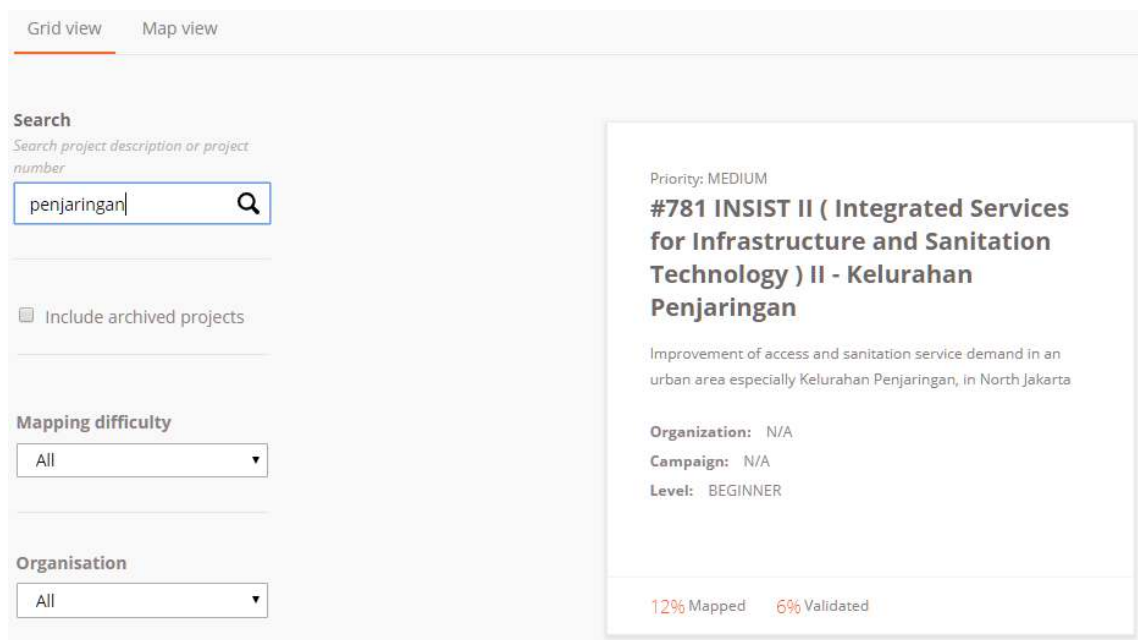 Grid view Map view
Search
Search project description or project
number
penjaringan
Include archived projects
Mapping difficulty
All
Organisation
All
Priority: MEDIUM
#781 INSIST II ( Integrated Services
for Infrastructure and Sanitation
Technology ) II - Kelurahan
Penjaringan
Improvement of access and sanitation service demand in an
urban area especially Kelurahan Penjaringan, in North Jakarta
Organization: N/A
Campaign: N/A
Level: BEGINNER
12% Mapped 6% Validated